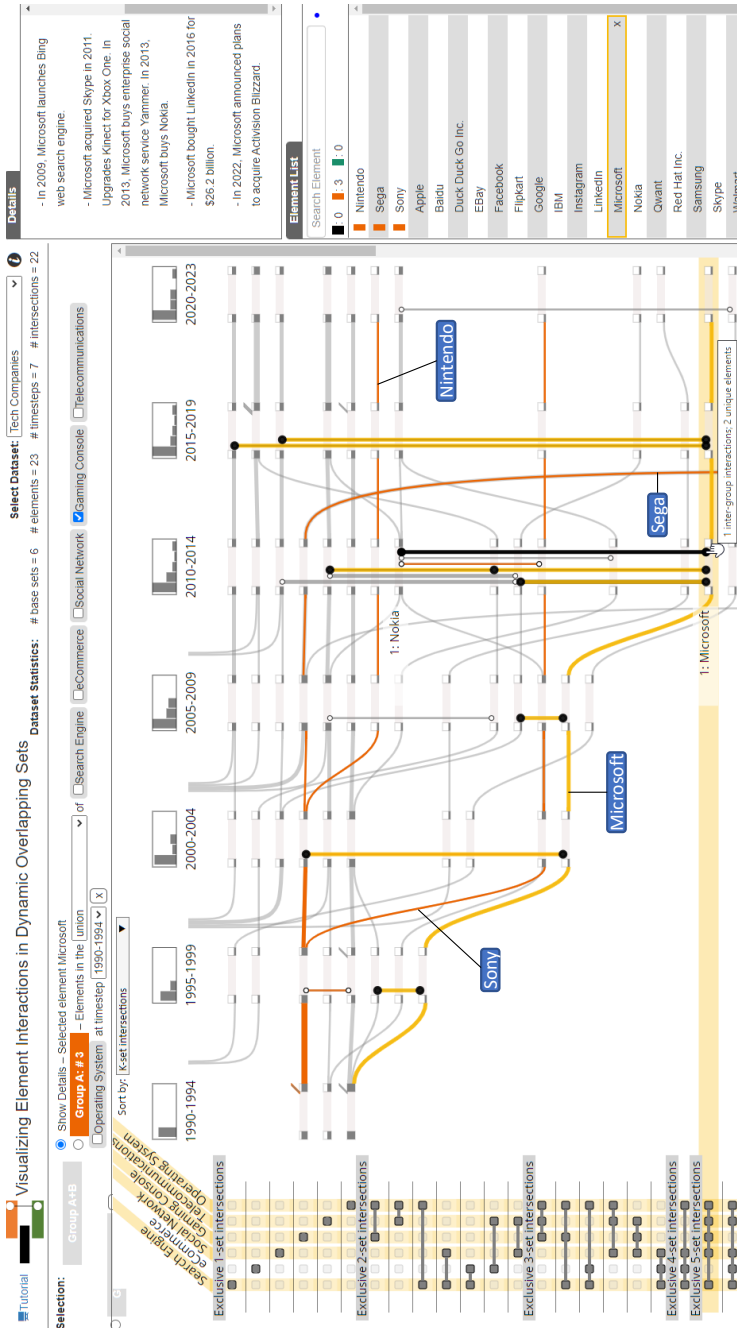 Tutorial
Visualizing Element Interactions in Dynamic Overlapping Sets
Select Dataset: Tech Companies
Dataset Statistics: # base sets = 6 # elements = 23 # timesteps = 7 # intersections = 22
Selection:
Group A+B
Show Details – Selected element Microsoft
Group A: # 3 – Elements in the union of Search Engine eCommerce Social Network Gaming Console Telecommunications
Operating System at timestep 1990-1994 x
Sort by: K-set intersections
Search Engine
eCommerce
Social Network
Gaming Console
Telecommunications
Operating System
1990-1994 1995-1999 2000-2004 2005-2009 2010-2014 2015-2019 2020-2023
Exclusive 1-set intersections
Exclusive 2-set intersections
Exclusive 3-set intersections
Exclusive 4-set intersections
Exclusive 5-set intersections
Nintendo
Sega
Sony
Microsoft
1: Nokia
1: Microsoft
1 inter-group interactions; 2 unique elements
Details
- In 2009, Microsoft launches Bing
web search engine.
- Microsoft acquired Skype in 2011.
Upgrades Kinect for Xbox One. In
2013, Microsoft buys enterprise social
network service Yammer. In 2013,
Microsoft buys Nokia.
- Microsoft bought LinkedIn in 2016 for
$26.2 billion.
- In 2022, Microsoft announced plans
to acquire Activision Blizzard.
Element List
Search Element
: 0 : 3 : 0
Nintendo
Sega
Sony
Apple
Baidu
Duck Duck Go Inc.
EBay
Facebook
Flipkart
Google
IBM
Instagram
LinkedIn
Microsoft x
Nokia
Qwant
Red Hat Inc.
Samsung
Skype